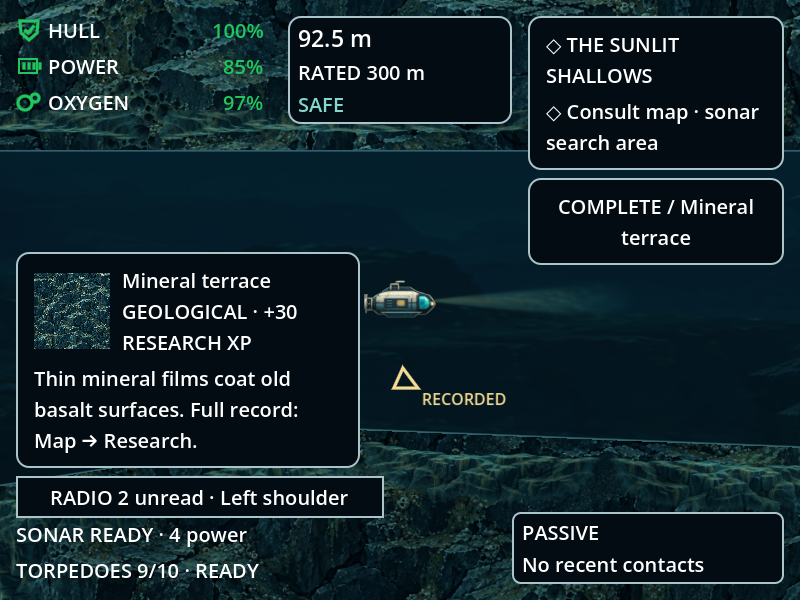 HULL 100%
POWER 85%
OXYGEN 97%
92.5 m
RATED 300 m
SAFE
◇ THE SUNLIT
SHALLOWS
◇ Consult map · sonar
search area
COMPLETE / Mineral
terrace
Mineral terrace
GEOLOGICAL · +30
RESEARCH XP
Thin mineral films coat old
basalt surfaces. Full record:
Map → Research.
RECORDED
RADIO 2 unread · Left shoulder
SONAR READY · 4 power
TORPEDOES 9/10 · READY
PASSIVE
No recent contacts